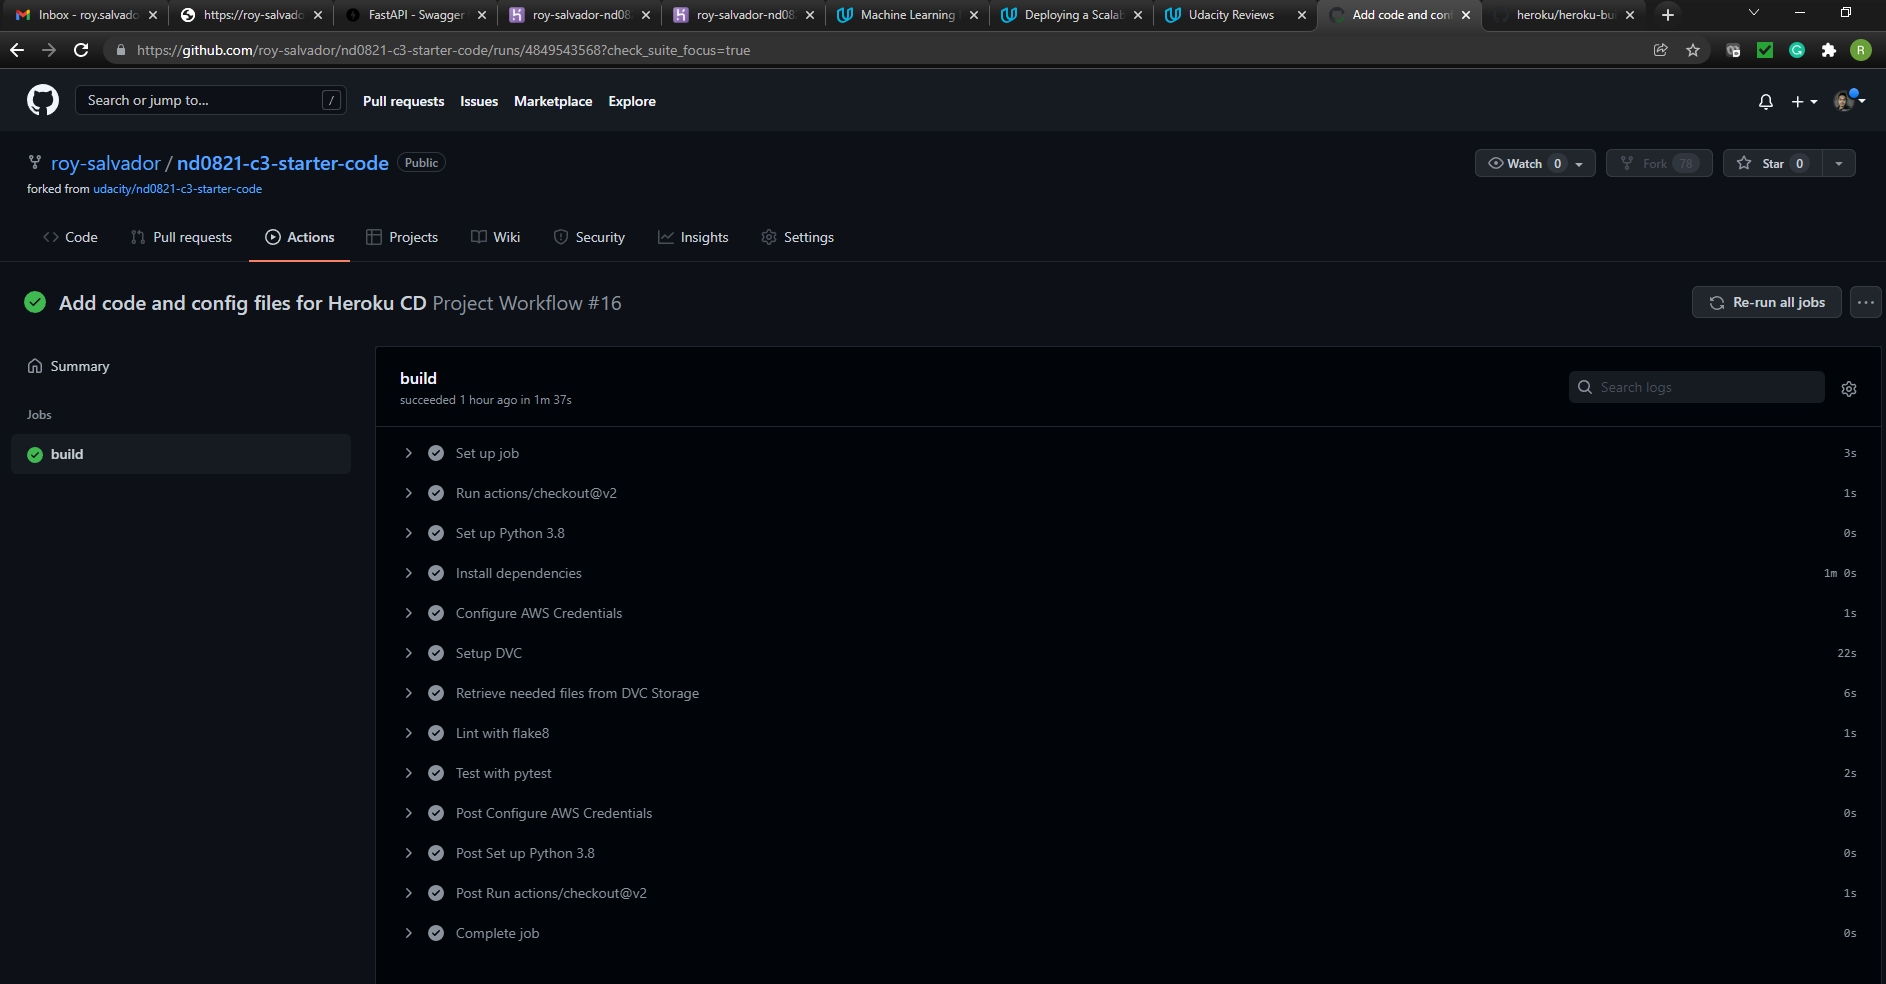 Inbox - roy.salvado
https://roy-salvado
FastAPI - Swagger
roy-salvador-nd08
roy-salvador-nd08
Machine Learning
Deploying a Scalab
Udacity Reviews
Add code and con
heroku/heroku-bu
https://github.com/roy-salvador/nd0821-c3-starter-code/runs/4849543568?check_suite_focus=true
R
Search or jump to... /
Pull requests Issues Marketplace Explore
roy-salvador / nd0821-c3-starter-code Public
Watch 0 Fork 78 Star 0
forked from udacity/nd0821-c3-starter-code
Code Pull requests Actions Projects Wiki Security Insights Settings
Add code and config files for Heroku CD Project Workflow #16
Re-run all jobs ...
Summary
Jobs
build
build
succeeded 1 hour ago in 1m 37s
Search logs
Set up job 3s
Run actions/checkout@v2 1s
Set up Python 3.8 0s
Install dependencies 1m 0s
Configure AWS Credentials 1s
Setup DVC 22s
Retrieve needed files from DVC Storage 6s
Lint with flake8 1s
Test with pytest 2s
Post Configure AWS Credentials 0s
Post Set up Python 3.8 0s
Post Run actions/checkout@v2 1s
Complete job 0s